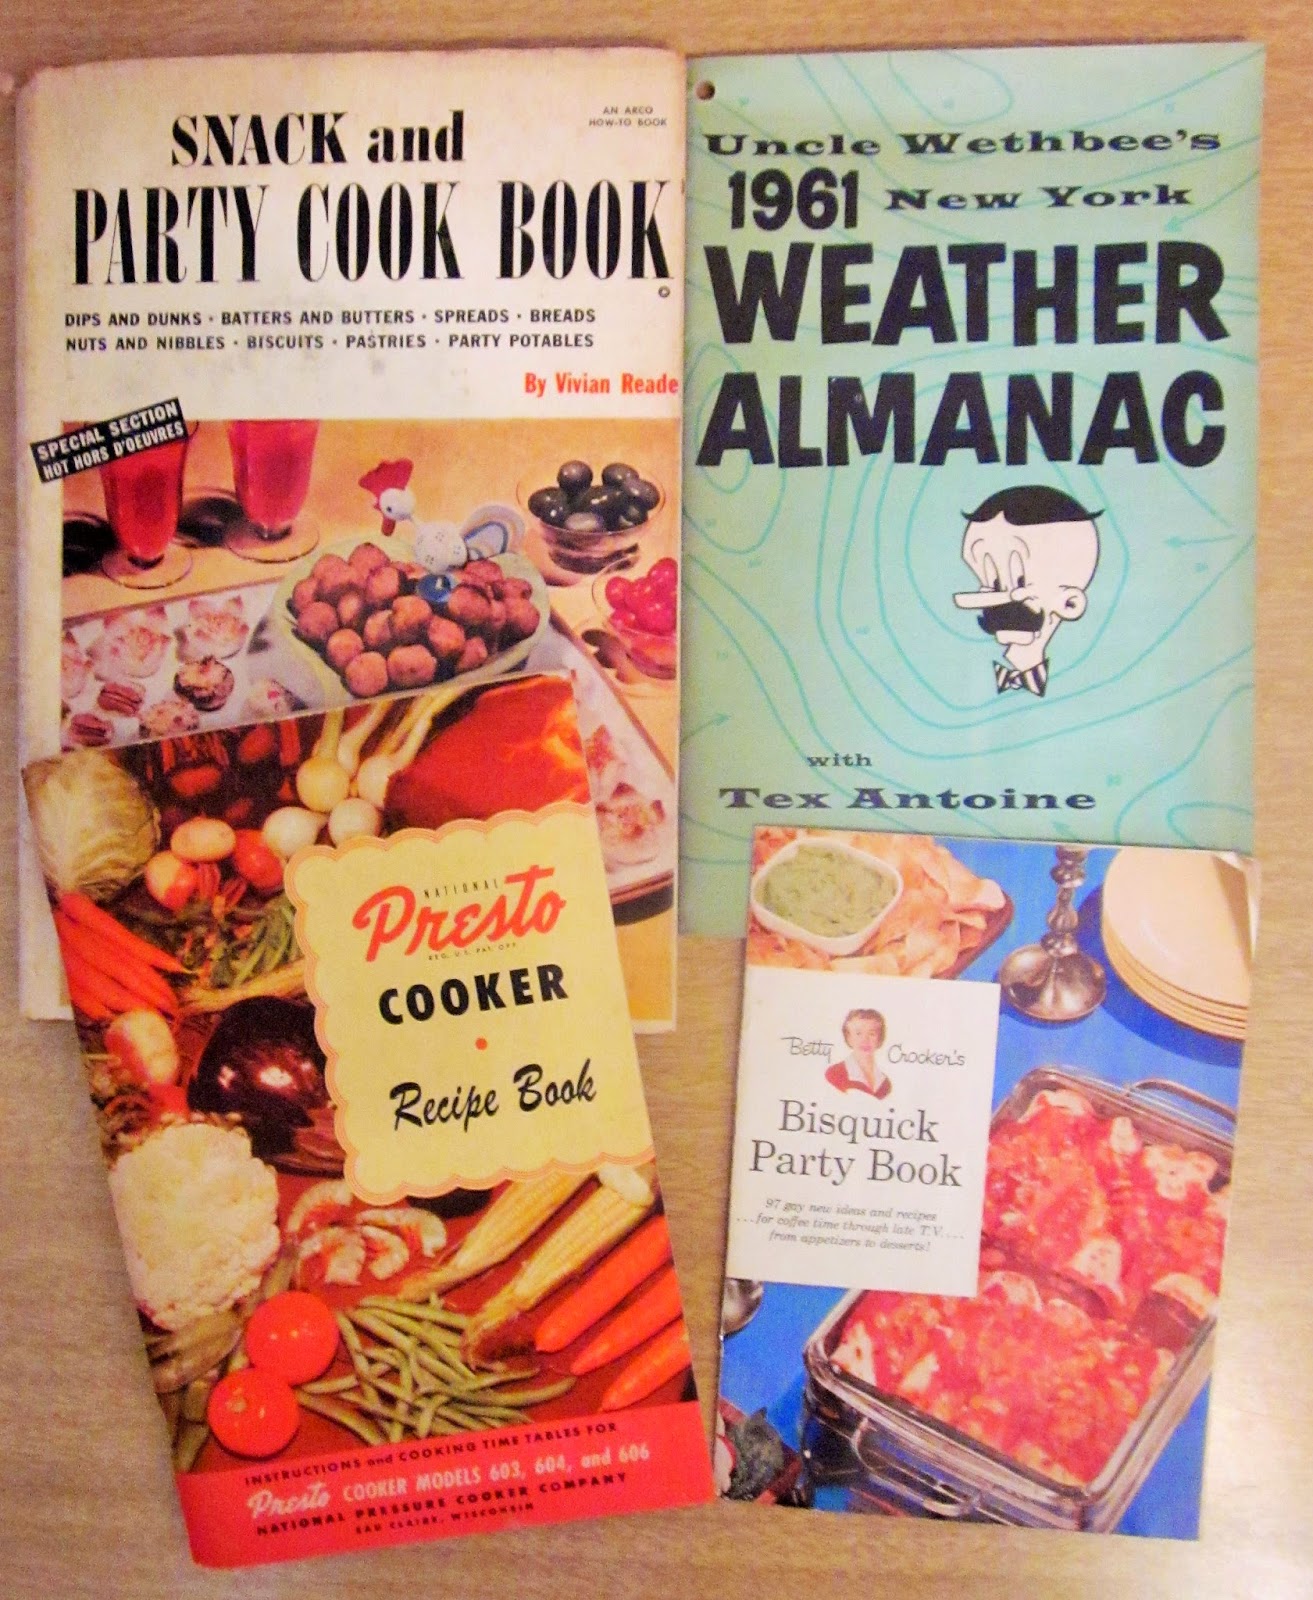 SNACK and
PARTY COOK BOOK
AN ARCO
HOW-TO BOOK
DIPS AND DUNKS · BATTERS AND BUTTERS · SPREADS · BREADS
NUTS AND NIBBLES · BISCUITS · PASTRIES · PARTY POTABLES
By Vivian Reade
SPECIAL SECTION
HOT HORS D'OEUVRES
Uncle Wethbee's
1961 New York
WEATHER
ALMANAC
with
Tex Antoine
NATIONAL
Presto
REG. U.S. PAT. OFF.
COOKER
Recipe Book
INSTRUCTIONS and COOKING TIME TABLES FOR
Presto COOKER MODELS 603, 604, and 606
NATIONAL PRESSURE COOKER COMPANY
EAU CLAIRE, WISCONSIN
Betty Crocker's
Bisquick
Party Book
97 gay new ideas and recipes
...for coffee time through late T.V....
from appetizers to desserts!